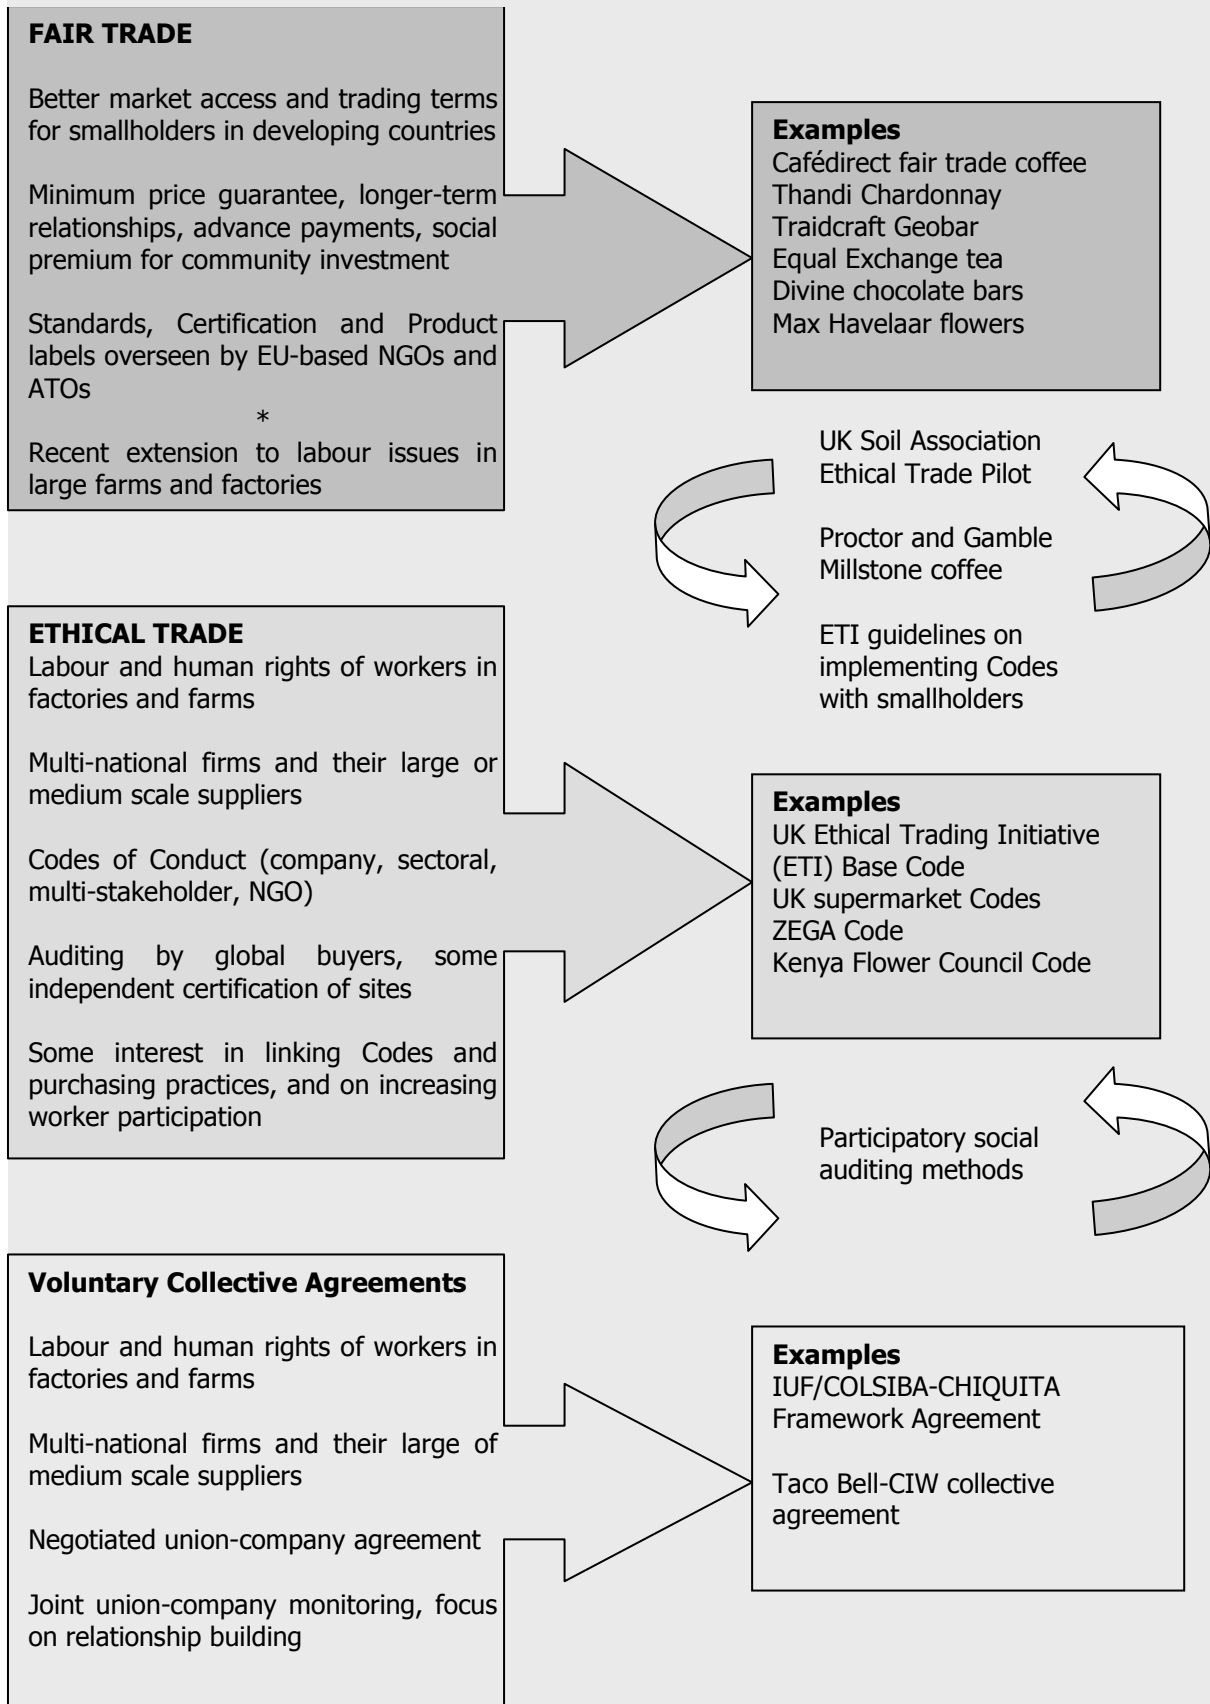 FAIR TRADE
Better market access and trading terms
for smallholders in developing countries
Minimum price guarantee, longer-term
relationships, advance payments, social
premium for community investment
Standards, Certification and Product
labels overseen by EU-based NGOs and
ATOs
*
Recent extension to labour issues in
large farms and factories
Examples
Cafédirect fair trade coffee
Thandi Chardonnay
Traidcraft Geobar
Equal Exchange tea
Divine chocolate bars
Max Havelaar flowers
UK Soil Association
Ethical Trade Pilot
Proctor and Gamble
Millstone coffee
ETI guidelines on
implementing Codes
with smallholders
ETHICAL TRADE
Labour and human rights of workers in
factories and farms
Multi-national firms and their large or
medium scale suppliers
Codes of Conduct (company, sectoral,
multi-stakeholder, NGO)
Auditing by global buyers, some
independent certification of sites
Some interest in linking Codes and
purchasing practices, and on increasing
worker participation
Examples
UK Ethical Trading Initiative
(ETI) Base Code
UK supermarket Codes
ZEGA Code
Kenya Flower Council Code
Participatory social
auditing methods
Voluntary Collective Agreements
Labour and human rights of workers in
factories and farms
Multi-national firms and their large of
medium scale suppliers
Negotiated union-company agreement
Joint union-company monitoring, focus
on relationship building
Examples
IUF/COLSIBA-CHIQUITA
Framework Agreement
Taco Bell-CIW collective
agreement